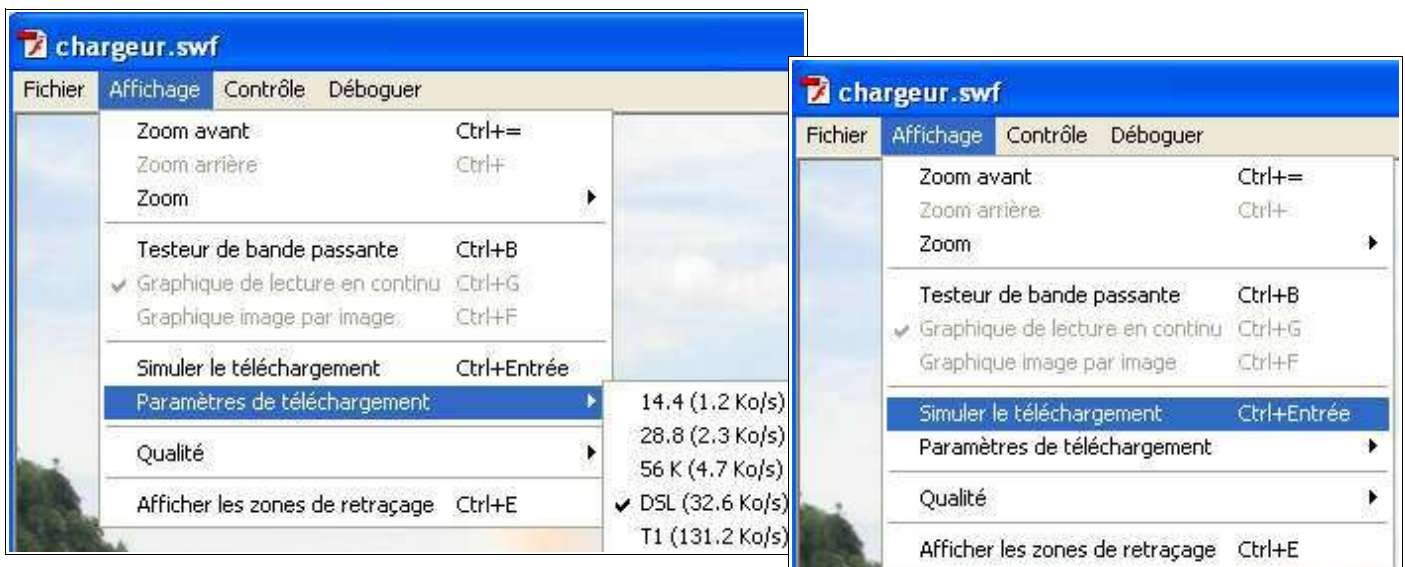 chargeur.swf
Fichier Affichage Contrôle Déboguer
Zoom avant Ctrl+=
Zoom arrière Ctrl+
Zoom
Testeur de bande passante Ctrl+B
Graphique de lecture en continu Ctrl+G
Graphique image par image Ctrl+F
Simuler le téléchargement Ctrl+Entrée
Paramètres de téléchargement
14.4 (1.2 Ko/s)
28.8 (2.3 Ko/s)
56 K (4.7 Ko/s)
DSL (32.6 Ko/s)
T1 (131.2 Ko/s)
Qualité
Afficher les zones de retraçage Ctrl+E
chargeur.swf
Fichier Affichage Contrôle Déboguer
Zoom avant Ctrl+=
Zoom arrière Ctrl+-
Zoom
Testeur de bande passante Ctrl+B
Graphique de lecture en continu Ctrl+G
Graphique image par image Ctrl+F
Simuler le téléchargement Ctrl+Entrée
Paramètres de téléchargement
Qualité
Afficher les zones de retraçage Ctrl+E